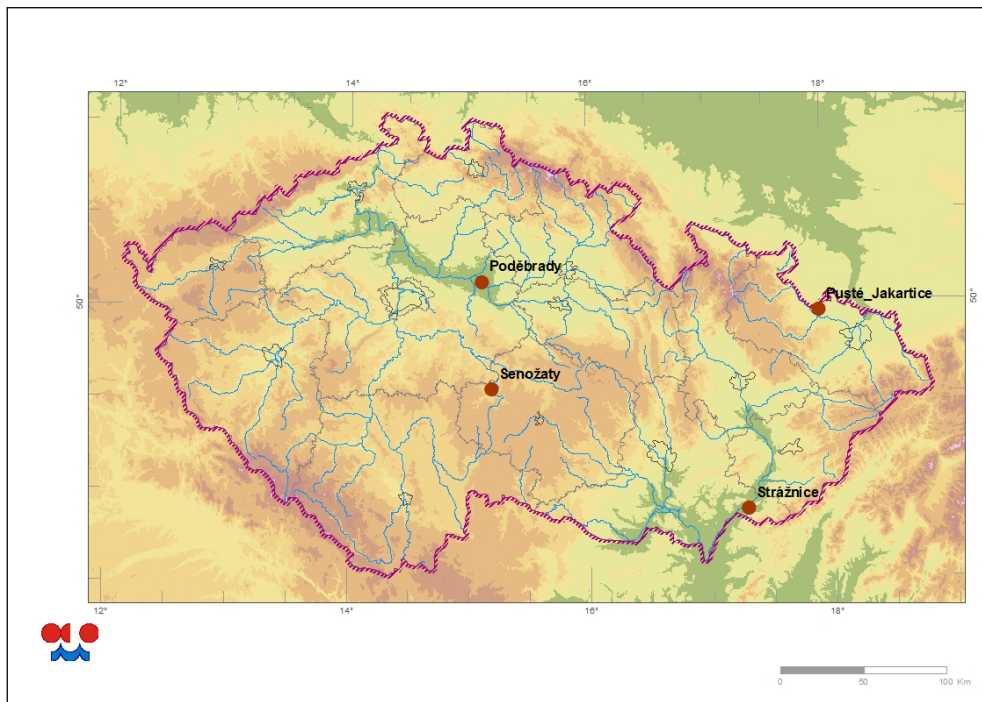 12° 14° 16° 18°
Poděbrady
Pusté_Jakartice
50° 50°
Senožaty
Strážnice
12° 14° 16° 18°
0 50 100 Km